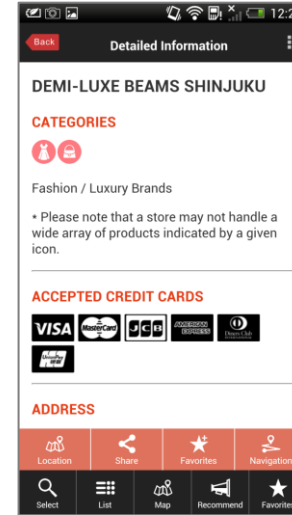 12:2
Back
Detailed Information
DEMI-LUXE BEAMS SHINJUKU
CATEGORIES
Fashion / Luxury Brands
* Please note that a store may not handle a
wide array of products indicated by a given
icon.
ACCEPTED CREDIT CARDS
VISA MasterCard JCB AMERICAN EXPRESS Diners Club
UnionPay
ADDRESS
Location Share Favorites Navigation
Select List Map Recommend Favorite